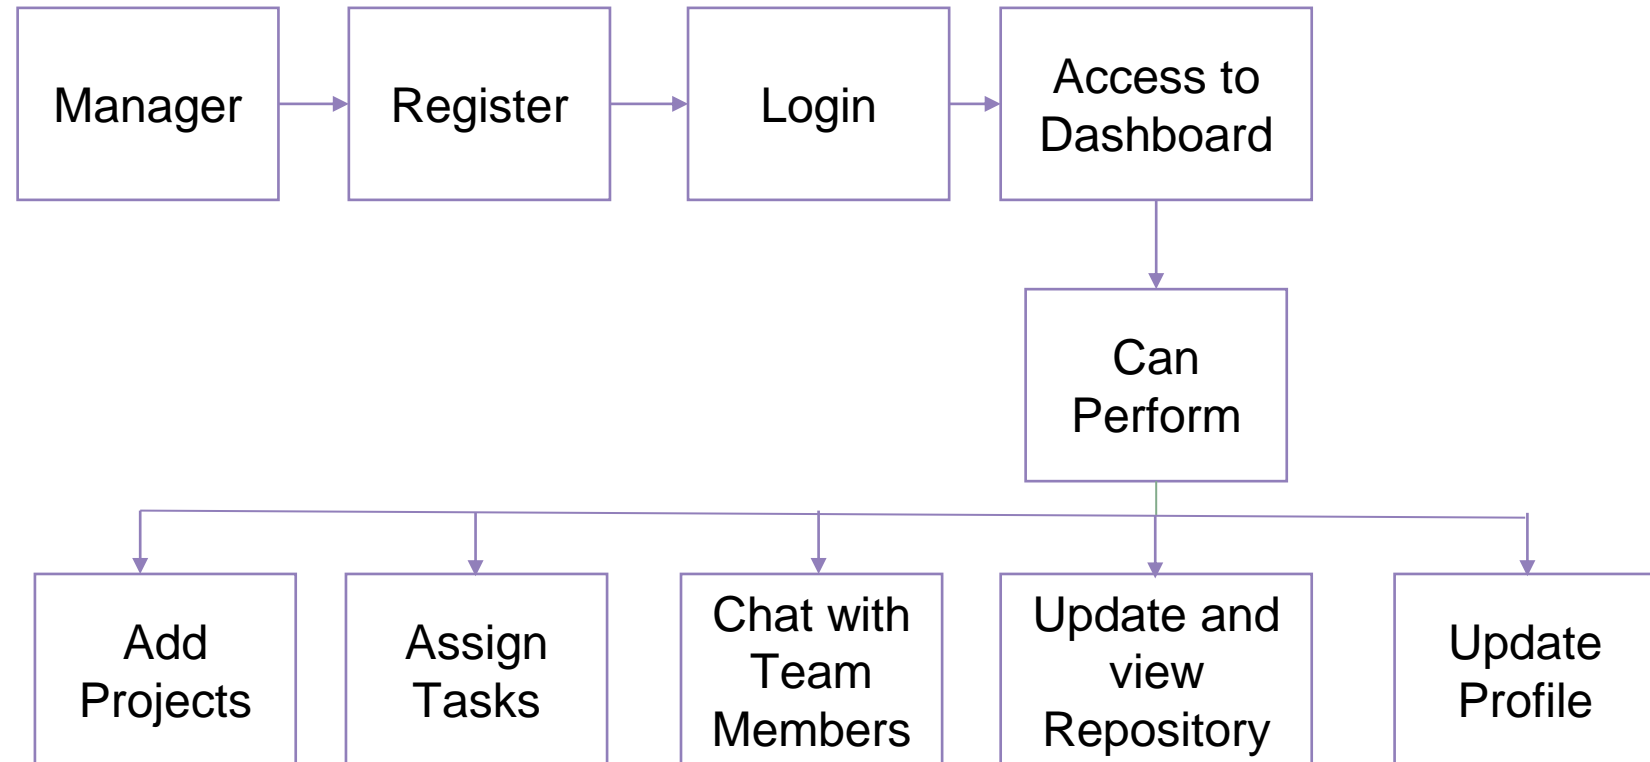 Manager
Register
Login
Access to
Dashboard
Can
Perform
Add
Projects
Assign
Tasks
Chat with
Team
Members
Update and
view
Repository
Update
Profile